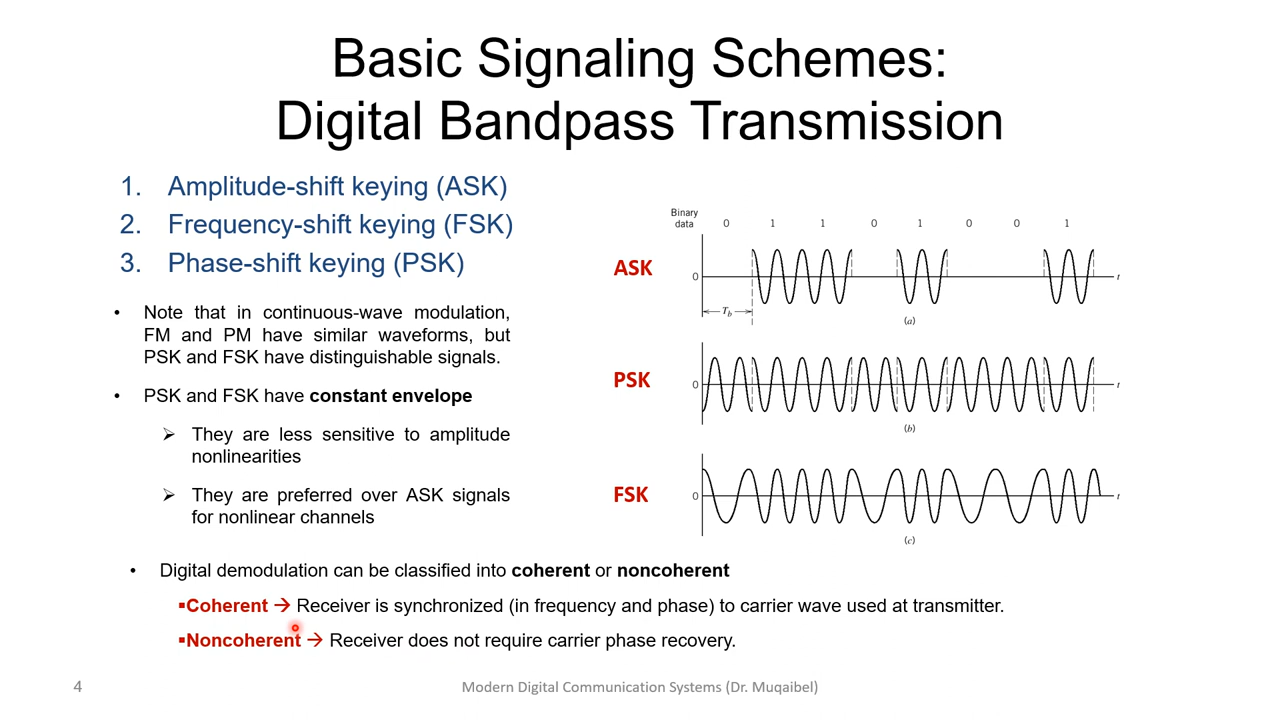 Basic Signaling Schemes:
Digital Bandpass Transmission
1. Amplitude-shift keying (ASK)
2. Frequency-shift keying (FSK)
3. Phase-shift keying (PSK)
• Note that in continuous-wave modulation,
FM and PM have similar waveforms, but
PSK and FSK have distinguishable signals.
• PSK and FSK have constant envelope
➢ They are less sensitive to amplitude
nonlinearities
➢ They are preferred over ASK signals
for nonlinear channels
Binary
data 0 1 1 0 1 0 0 1
ASK
0
t
T_b
(a)
PSK
0
t
(b)
FSK
0
t
(c)
• Digital demodulation can be classified into coherent or noncoherent
▪Coherent → Receiver is synchronized (in frequency and phase) to carrier wave used at transmitter.
▪Noncoherent → Receiver does not require carrier phase recovery.
4
Modern Digital Communication Systems (Dr. Muqaibel)